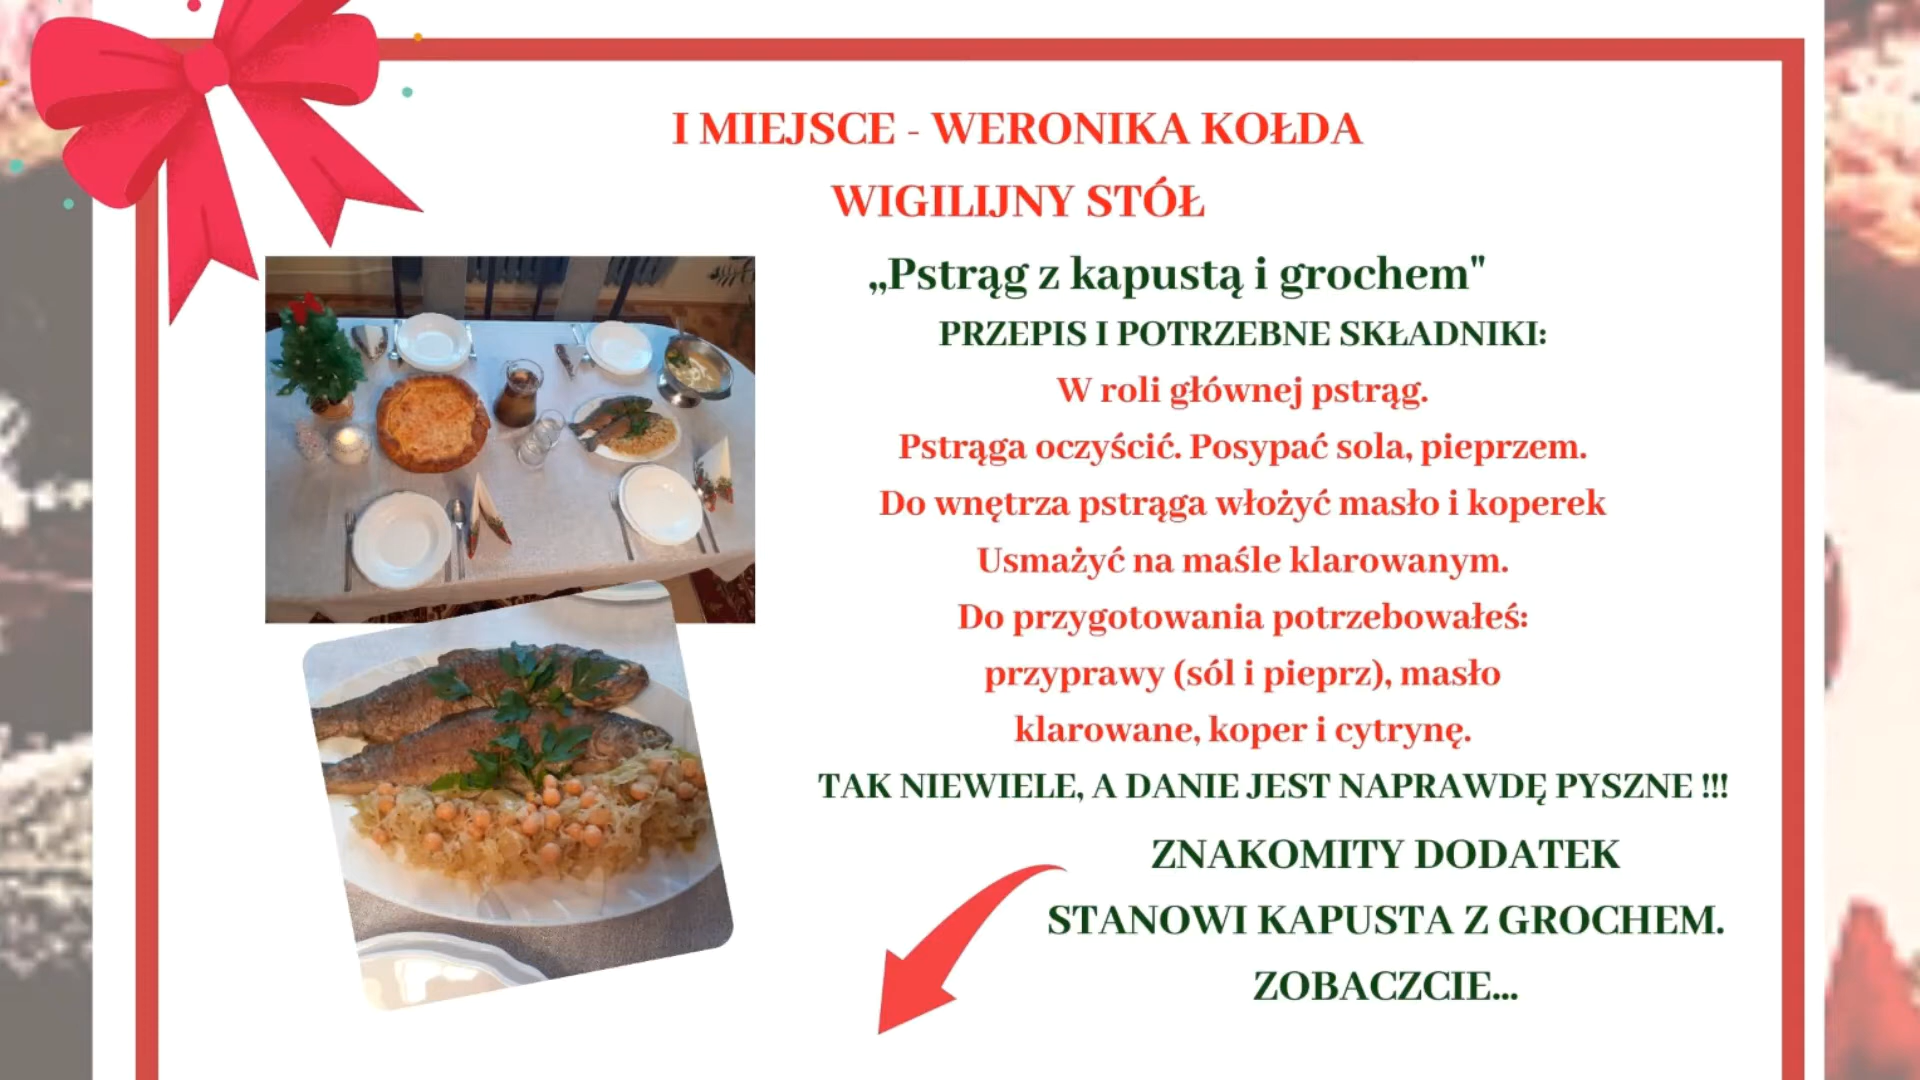 I MIEJSCE - WERONIKA KOŁDA
WIGILIJNY STÓŁ
„Pstrąg z kapustą i grochem"
PRZEPIS I POTRZEBNE SKŁADNIKI:
W roli głównej pstrąg.
Pstrąga oczyścić. Posypać sola, pieprzem.
Do wnętrza pstrąga włożyć masło i koperek
Usmażyć na maśle klarowanym.
Do przygotowania potrzebowałeś:
przyprawy (sól i pieprz), masło
klarowane, koper i cytrynę.
TAK NIEWIELE, A DANIE JEST NAPRAWDĘ PYSZNE !!!
ZNAKOMITY DODATEK
STANOWI KAPUSTA Z GROCHEM.
ZOBACZCIE...